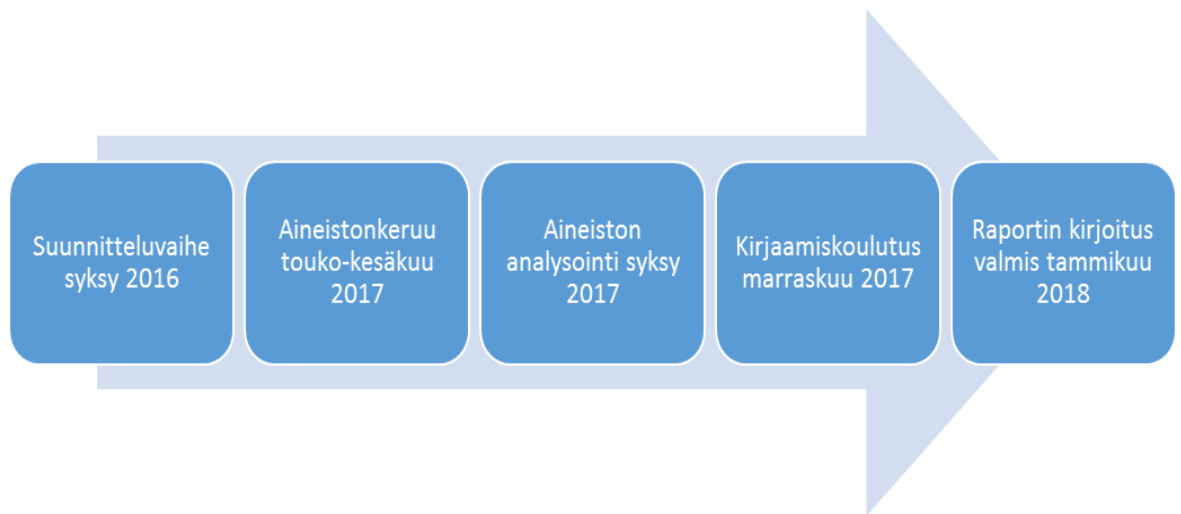 Suunnitteluvaihe
syksy 2016
Aineistonkeruu
touko-kesäkuu
2017
Aineiston
analysointi syksy
2017
Kirjaamiskoulutus
marraskuu 2017
Raportin kirjoitus
valmis tammikuu
2018